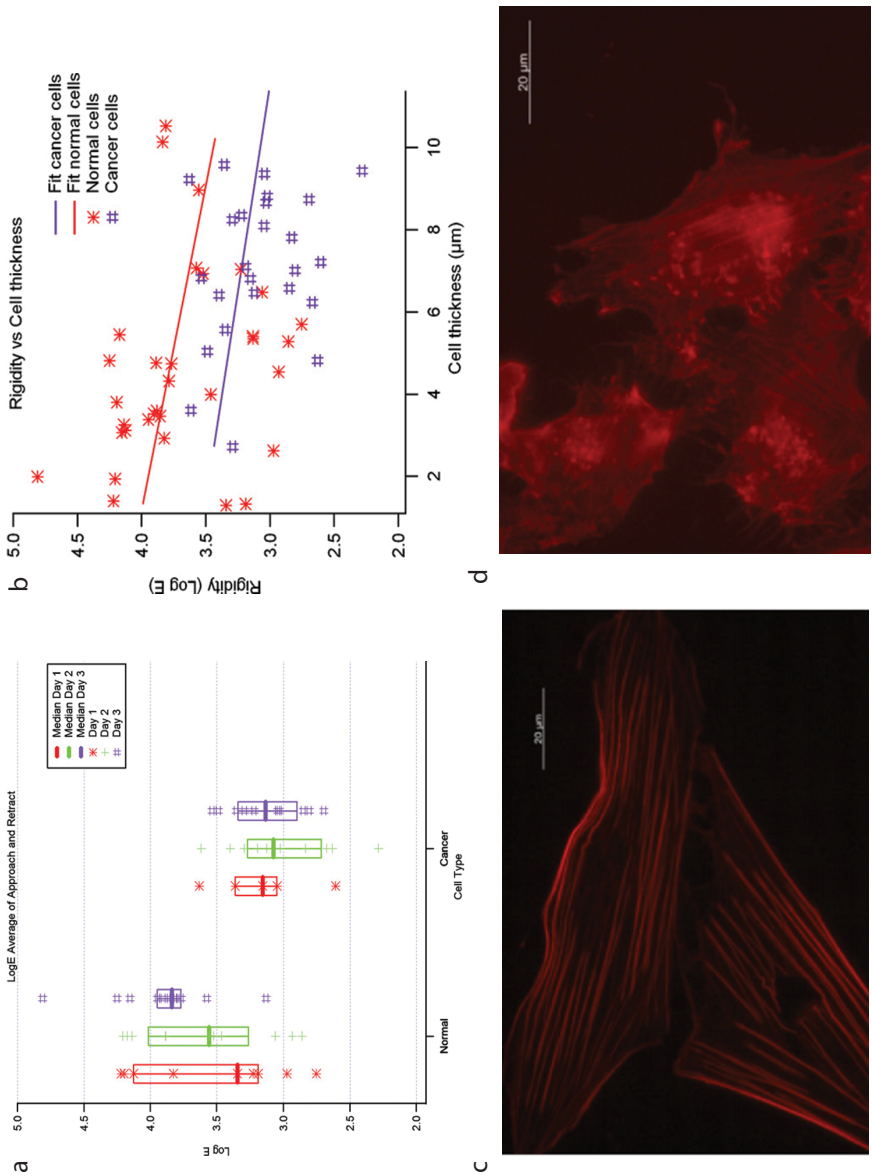 a
LogE Average of Approach and Retract
5.0
4.5
4.0
3.5
3.0
2.5
2.0
Log E
Median Day 1
Median Day 2
Median Day 3
Day 1
Day 2
Day 3
Normal
Cancer
Cell Type
b
Rigidity vs Cell thickness
5.0
4.5
4.0
3.5
3.0
2.5
2.0
Rigidity (Log E)
Fit cancer cells
Fit normal cells
Normal cells
Cancer cells
2
4
6
8
10
Cell thickness (µm)
c
20 µm
d
20 µm